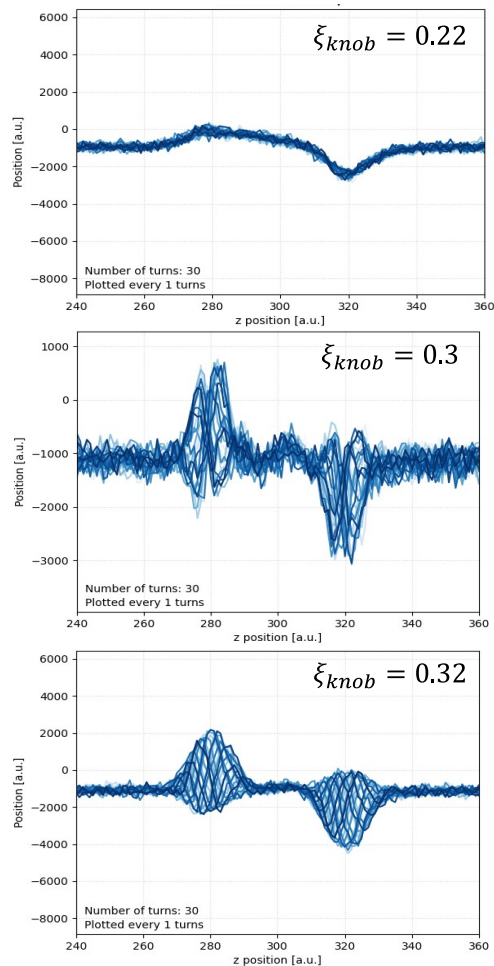 6000
ξknob = 0.22
4000
2000
0
−2000
−4000
−6000
−8000
Position [a.u.]
Number of turns: 30
Plotted every 1 turns
240 260 280 300 320 340 360
z position [a.u.]
1000
ξknob = 0.3
0
−1000
−2000
−3000
Position [a.u.]
Number of turns: 30
Plotted every 1 turns
240 260 280 300 320 340 360
z position [a.u.]
6000
ξknob = 0.32
4000
2000
0
−2000
−4000
−6000
−8000
Position [a.u.]
Number of turns: 30
Plotted every 1 turns
240 260 280 300 320 340 360
z position [a.u.]